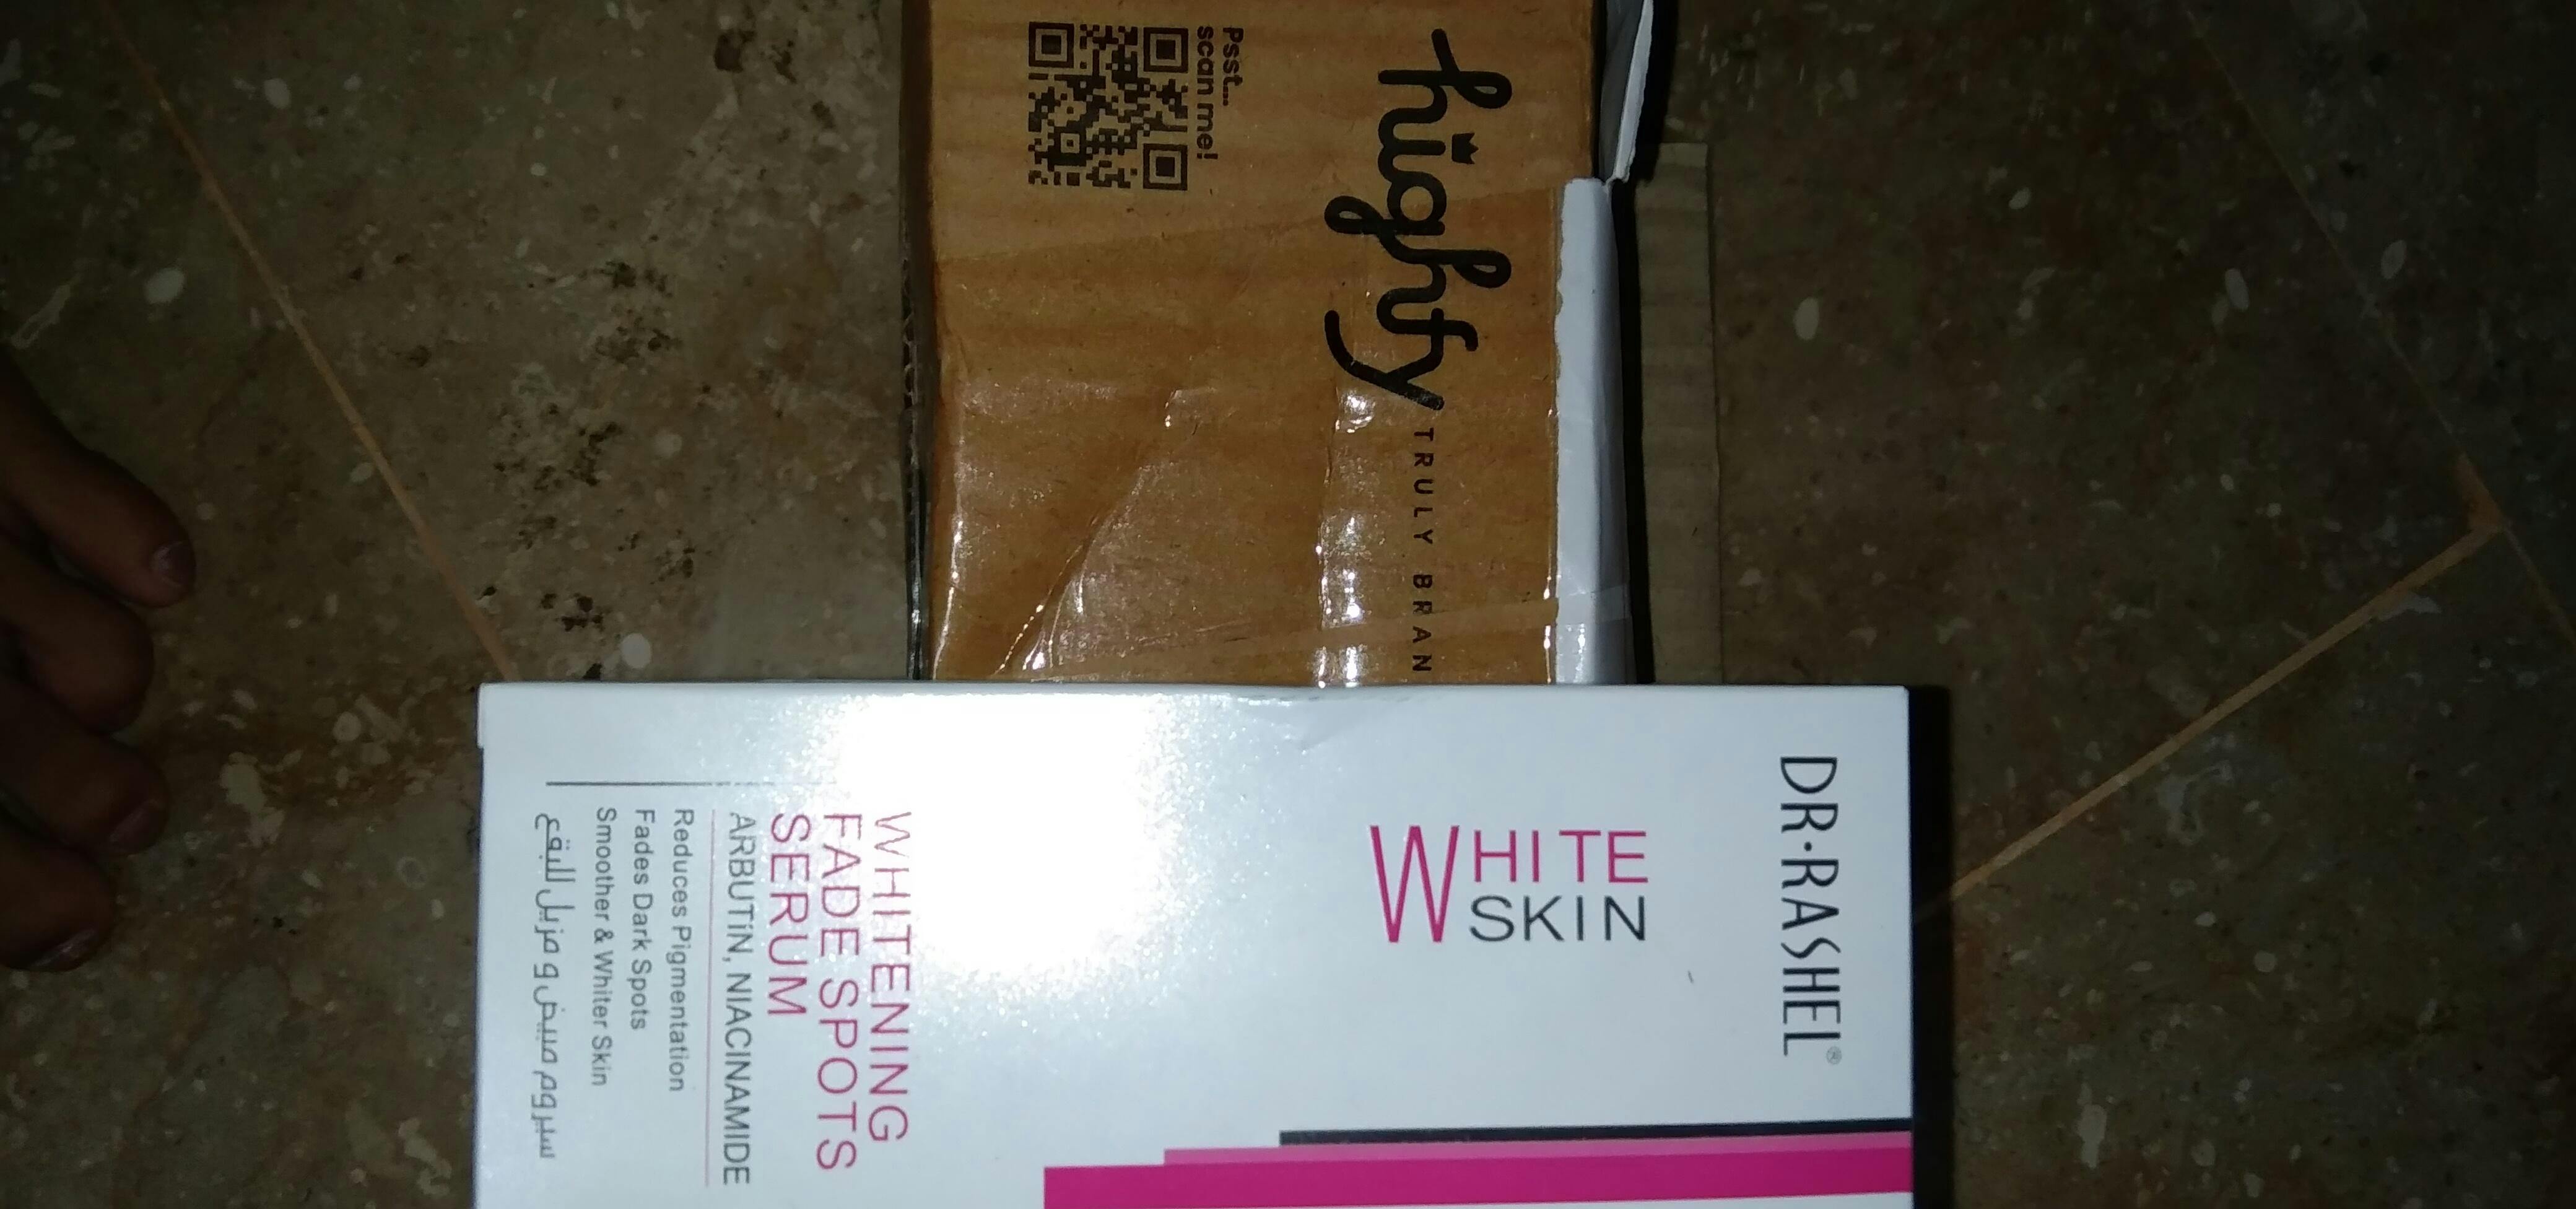 Psst...
scan me!
highfy
TRULY BRAN
DR·RASHEL®
WHITE
SKIN
WHITENING
FADE SPOTS
SERUM
ARBUTiN, NIACINAMIDE
Reduces Pigmentation
Fades Dark Spots
Smoother & Whiter Skin
سيروم مبيض و مزيل للبقع